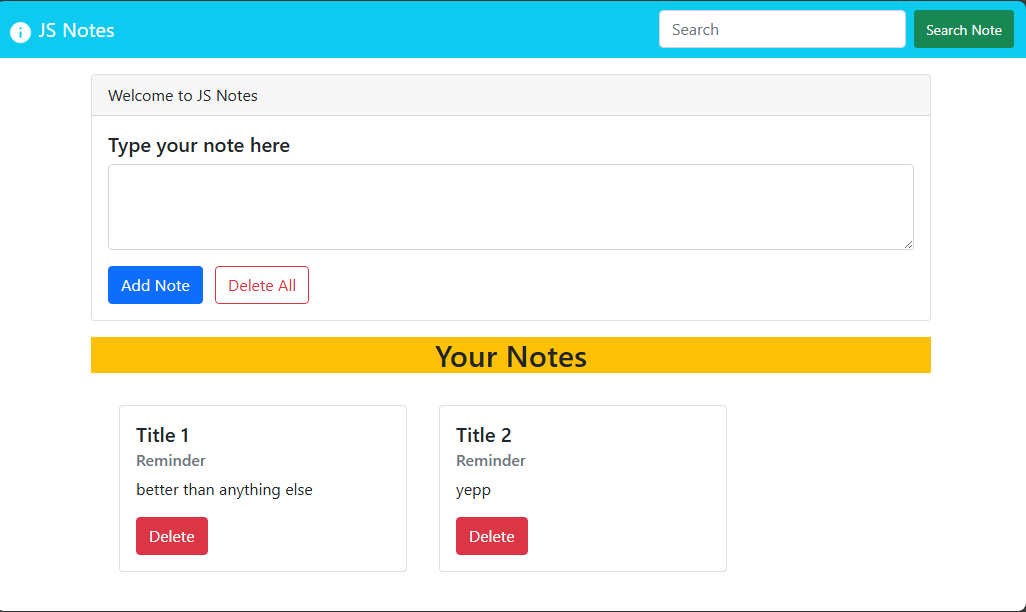 JS Notes
Search
Search Note
Welcome to JS Notes
Type your note here
Add Note
Delete All
Your Notes
Title 1
Reminder
better than anything else
Delete
Title 2
Reminder
yepp
Delete